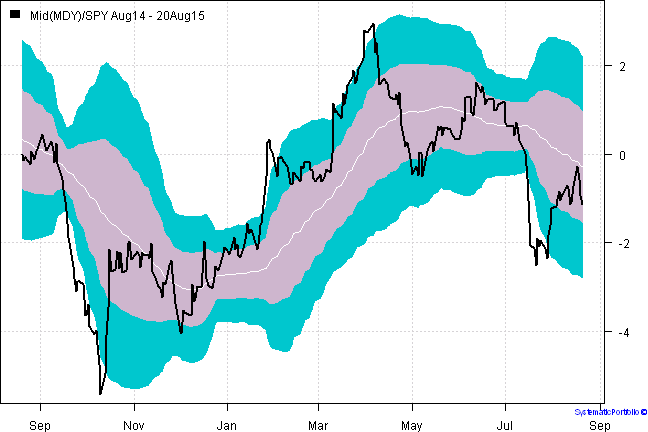 Mid(MDY)/SPY Aug14 - 20Aug15
2
0
-2
-4
Sep Nov Jan Mar May Jul Sep
SystematicPortfolio ©